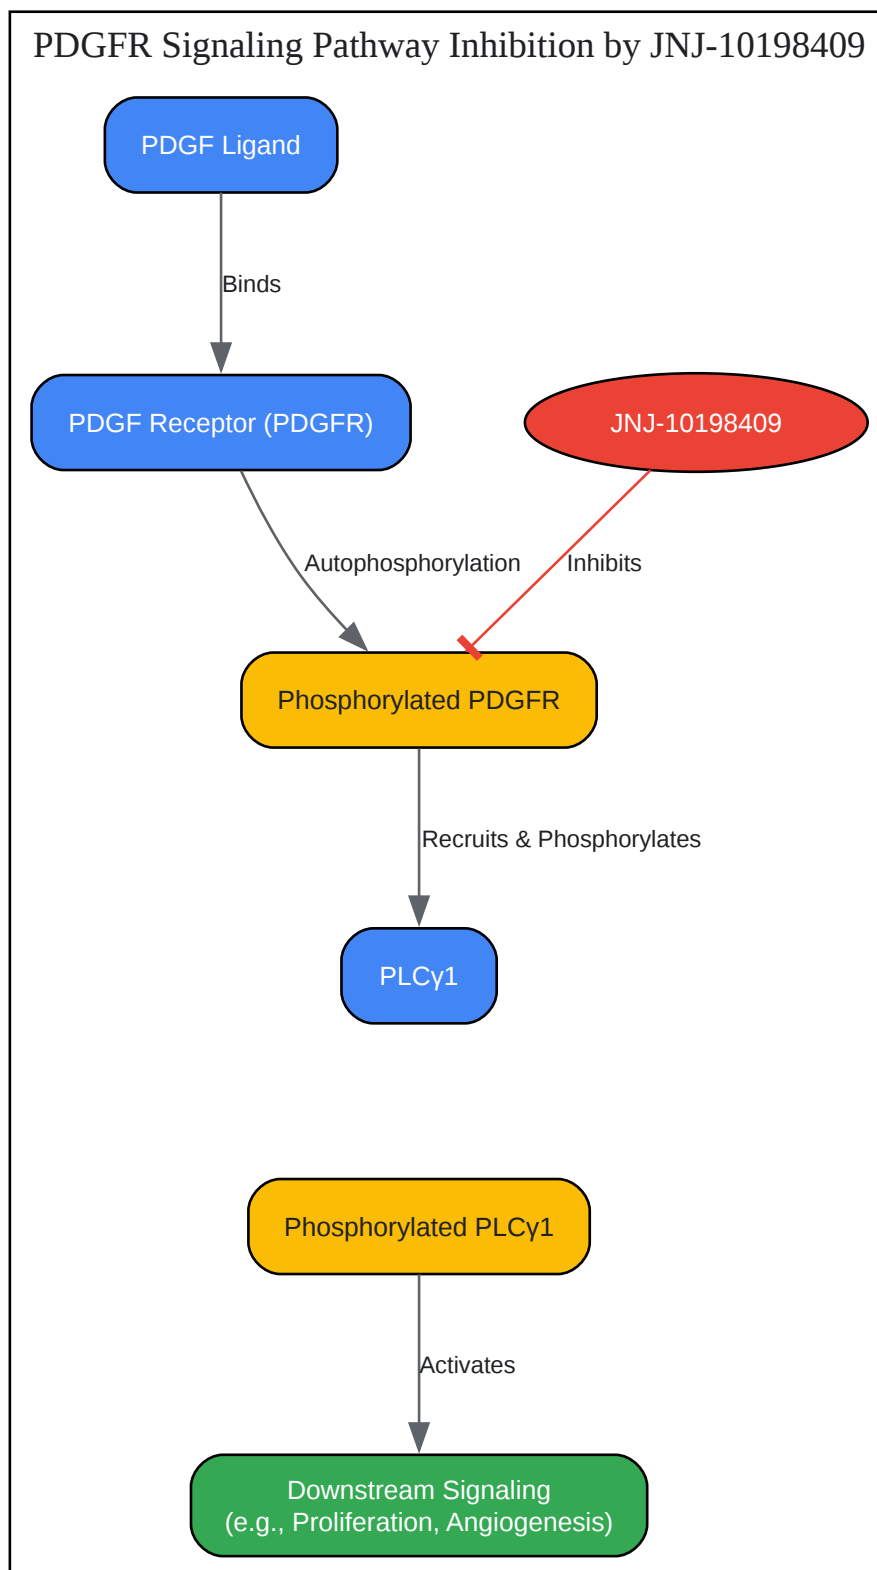 PDGFR Signaling Pathway Inhibition by JNJ-10198409
PDGF Ligand
Binds
PDGF Receptor (PDGFR)
JNJ-10198409
Autophosphorylation
Inhibits
Phosphorylated PDGFR
Recruits & Phosphorylates
PLCγ1
Phosphorylated PLCγ1
Activates
Downstream Signaling
(e.g., Proliferation, Angiogenesis)